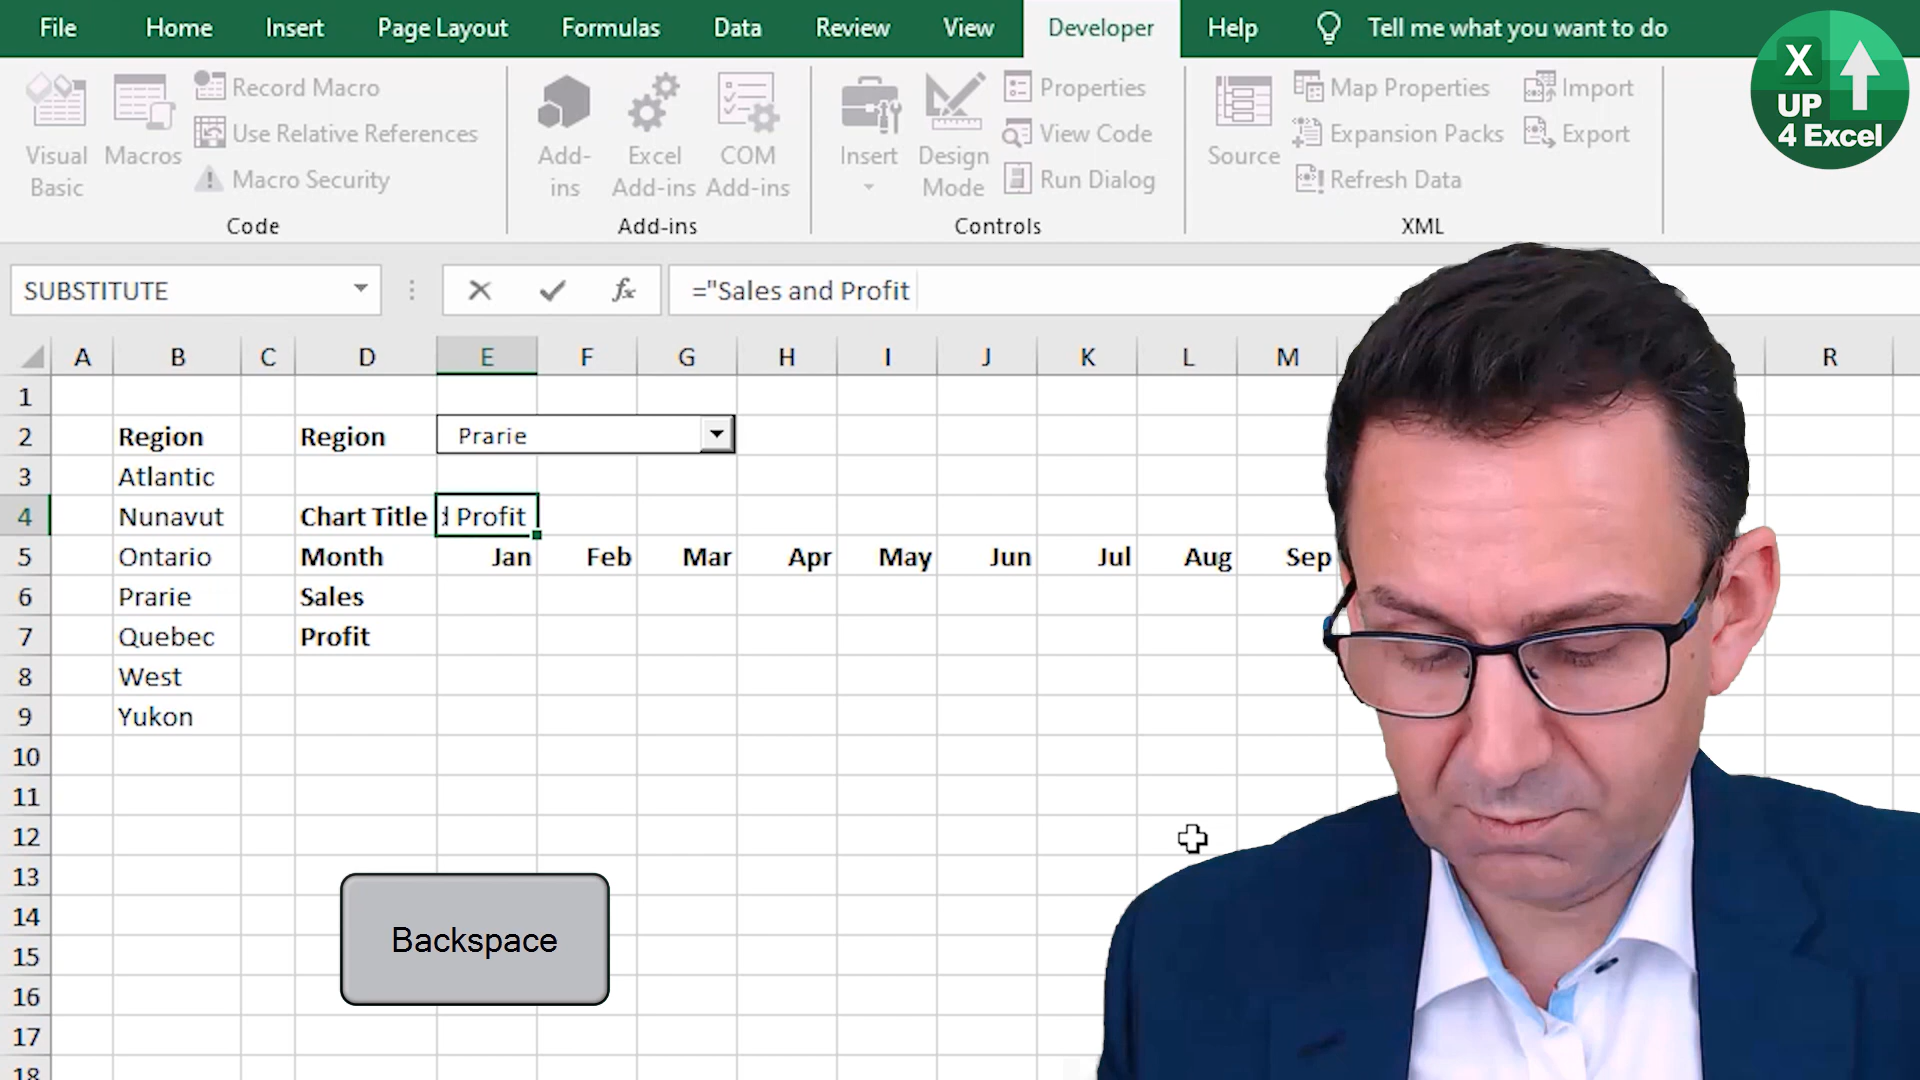 File Home Insert Page Layout Formulas Data Review View Developer Help Tell me what you want to do
X
UP
4 Excel
Visual Basic
Macros
Record Macro
Use Relative References
Macro Security
Code
Add-ins
Excel Add-ins
COM Add-ins
Add-ins
Insert
Design Mode
Properties
View Code
Run Dialog
Controls
Source
Map Properties
Expansion Packs
Refresh Data
Import
Export
XML
SUBSTITUTE fx ="Sales and Profit
A B C D E F G H I J K L M R
1
2 Region Region Prarie
3 Atlantic
4 Nunavut Chart Title d Profit
5 Ontario Month Jan Feb Mar Apr May Jun Jul Aug Sep
6 Prarie Sales
7 Quebec Profit
8 West
9 Yukon
10
11
12
13
14
Backspace
15
16
17
18